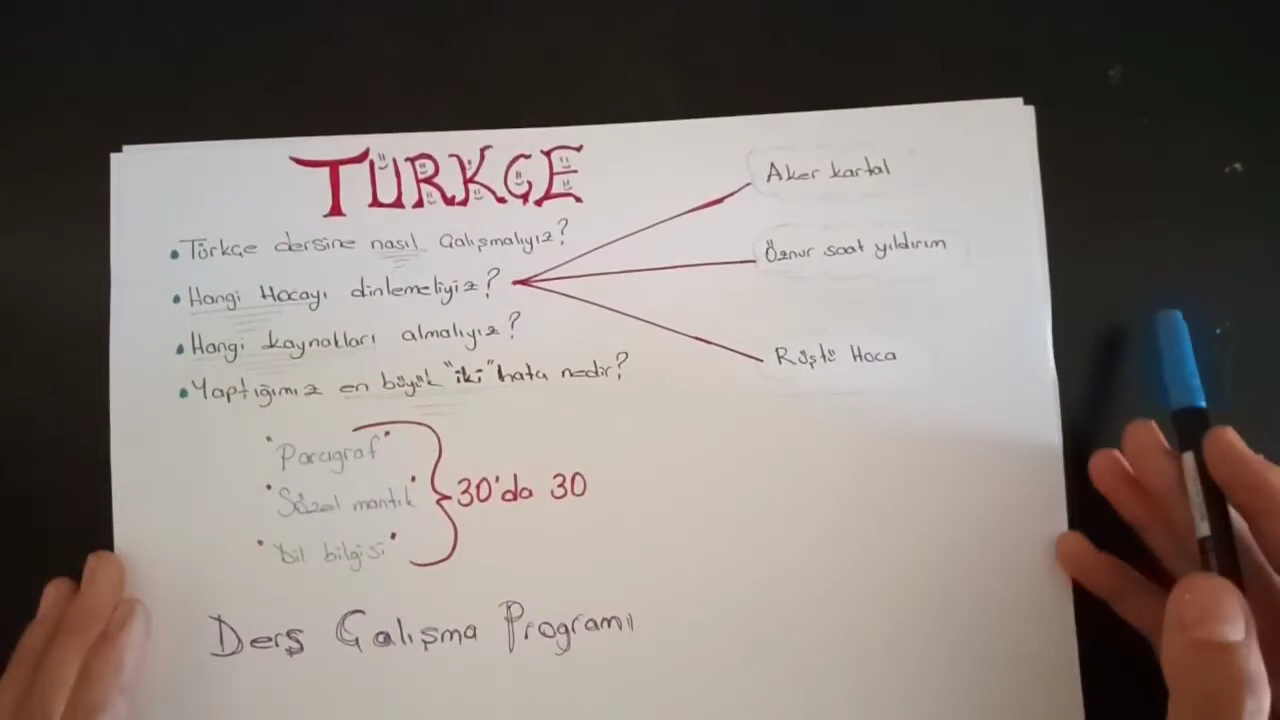 TÜRKÇE
• Türkçe dersine nasıl Çalışmalıyız?
• Hangi Hocayı dinlemeliyiz?
Aker kartal
Öznur saat yıldırım
Rüştü Hoca
• Hangi kaynakları almalıyız?
• Yaptığımız en büyük "iki" hata nedir?
"Paragraf"
"Sözel mantık"
"Dil bilgisi"
30'da 30
Ders Çalışma Programı